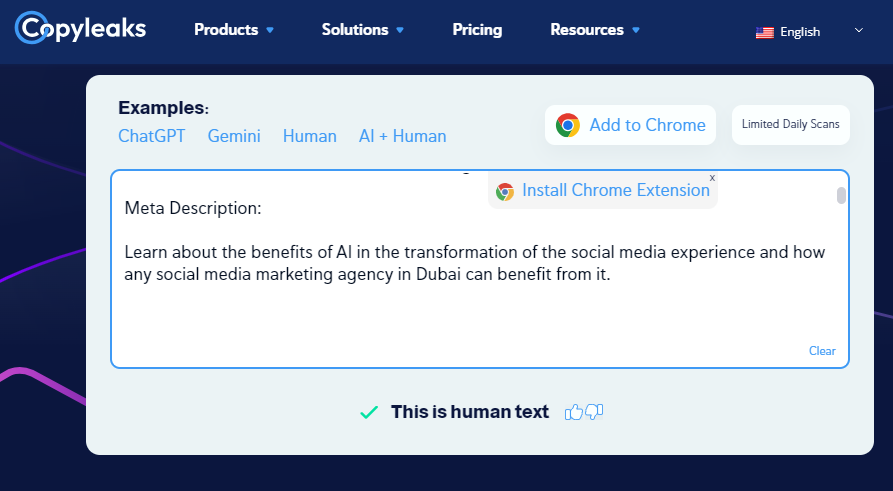 Copyleaks Products Solutions Pricing Resources English
Examples:
ChatGPT Gemini Human AI + Human
Add to Chrome Limited Daily Scans
x
Install Chrome Extension
Meta Description:
Learn about the benefits of AI in the transformation of the social media experience and how
any social media marketing agency in Dubai can benefit from it.
Clear
This is human text